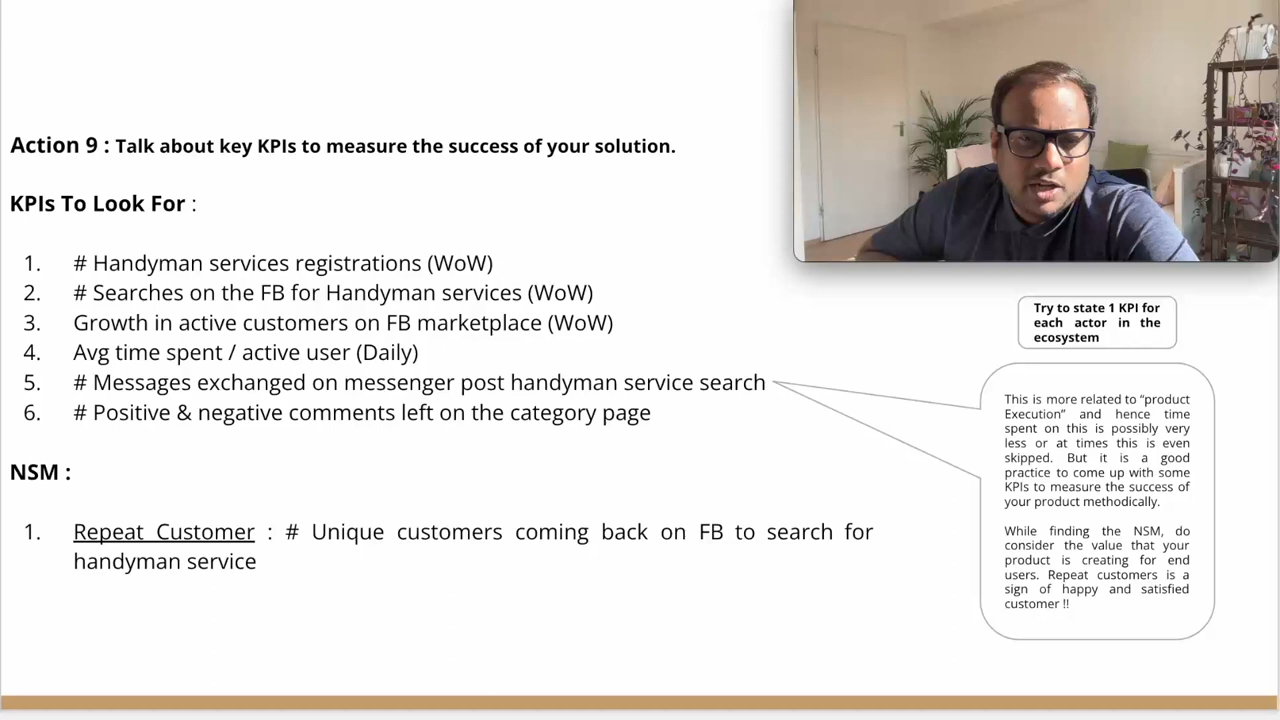 Action 9 : Talk about key KPIs to measure the success of your solution.
KPIs To Look For :
1. # Handyman services registrations (WoW)
2. # Searches on the FB for Handyman services (WoW)
3. Growth in active customers on FB marketplace (WoW)
4. Avg time spent / active user (Daily)
5. # Messages exchanged on messenger post handyman service search
6. # Positive & negative comments left on the category page
NSM :
1. Repeat Customer : # Unique customers coming back on FB to search for
handyman service
Try to state 1 KPI for
each actor in the
ecosystem
This is more related to “product
Execution” and hence time
spent on this is possibly very
less or at times this is even
skipped. But it is a good
practice to come up with some
KPIs to measure the success of
your product methodically.
While finding the NSM, do
consider the value that your
product is creating for end
users. Repeat customers is a
sign of happy and satisfied
customer !!